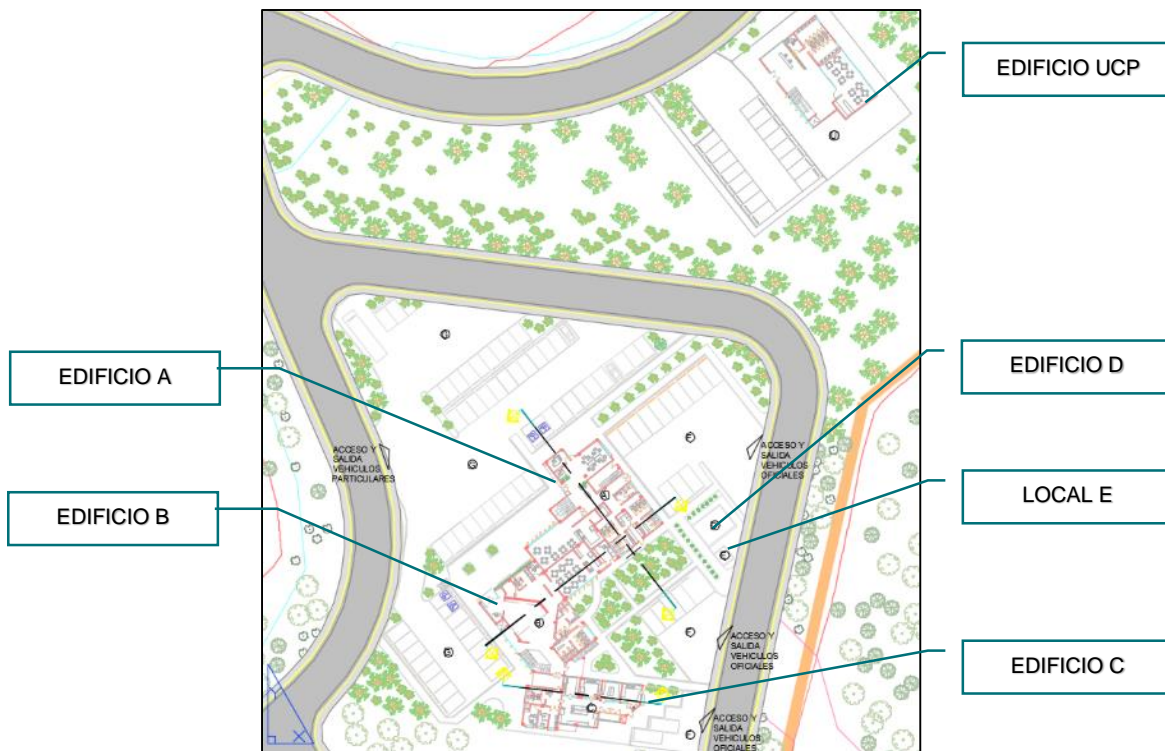 EDIFICIO UCP
EDIFICIO A
EDIFICIO D
ACCESO Y
SALIDA
VEHICULOS
PARTICULARES
ACCESO Y
SALIDA
VEHICULOS
OFICIALES
EDIFICIO B
LOCAL E
ACCESO Y
SALIDA
VEHICULOS
OFICIALES
EDIFICIO C
ACCESO Y
SALIDA
VEHICULOS
OFICIALES